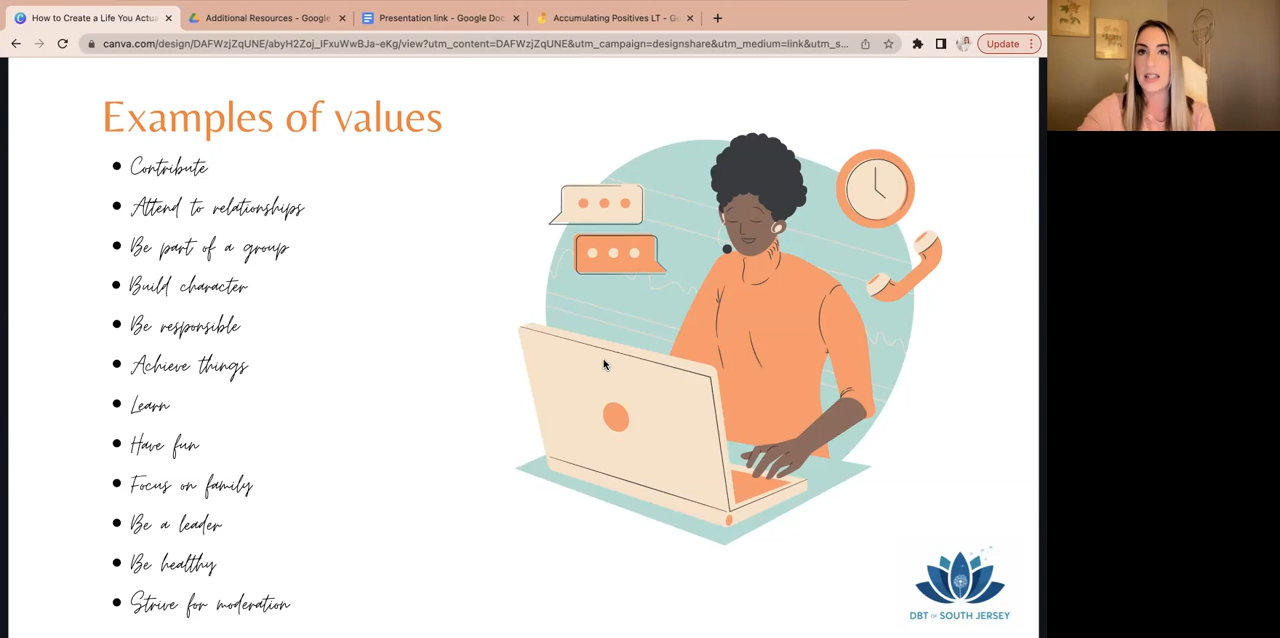 How to Create a Life You Actua
Additional Resources - Google
Presentation link - Google Doc
Accumulating Positives LT - Go
canva.com/design/DAFWzjZqUNE/abyH2Zoj_IFxuWwBJa-eKg/view?utm_content=DAFWzjZqUNE&utm_campaign=designshare&utm_medium=link&utm_s...
Update
Examples of values
Contribute
Attend to relationships
Be part of a group
Build character
Be responsible
Achieve things
Learn
Have fun
Focus on family
Be a leader
Be healthy
Strive for moderation
DBT OF SOUTH JERSEY